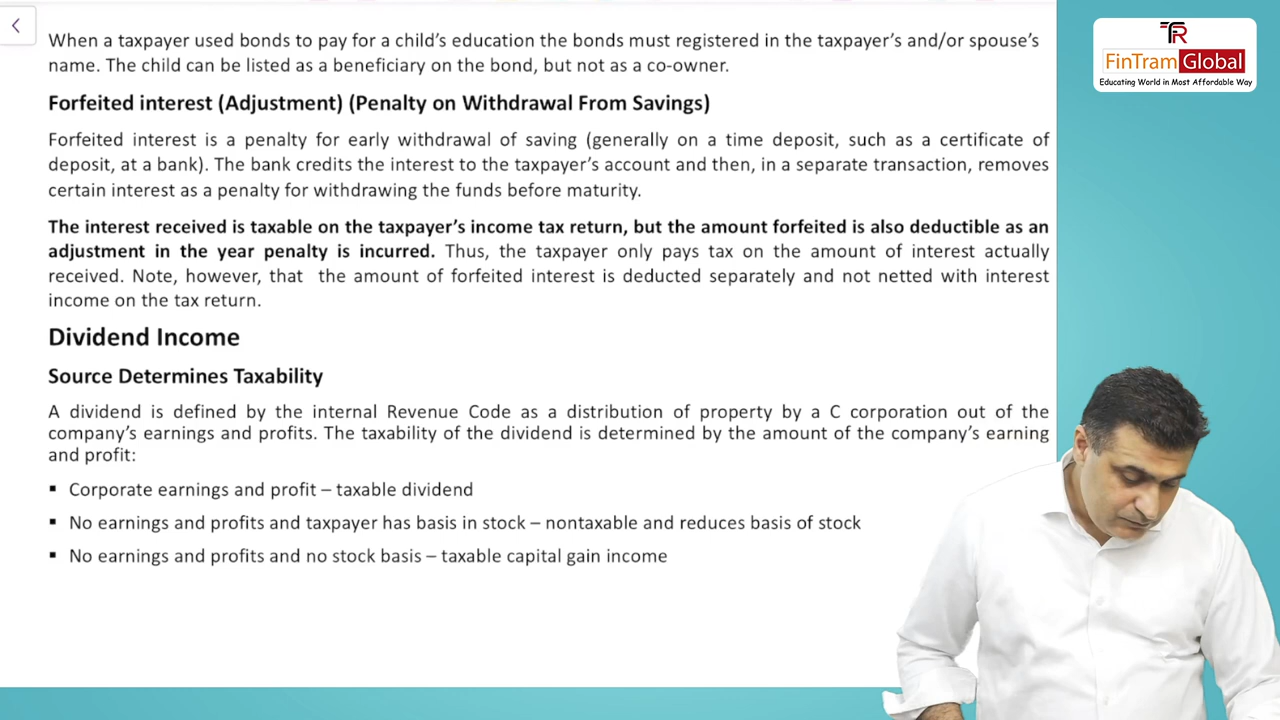 When a taxpayer used bonds to pay for a child's education the bonds must registered in the taxpayer's and/or spouse's
name. The child can be listed as a beneficiary on the bond, but not as a co-owner.
Forfeited interest (Adjustment) (Penalty on Withdrawal From Savings)
Forfeited interest is a penalty for early withdrawal of saving (generally on a time deposit, such as a certificate of
deposit, at a bank). The bank credits the interest to the taxpayer's account and then, in a separate transaction, removes
certain interest as a penalty for withdrawing the funds before maturity.
The interest received is taxable on the taxpayer's income tax return, but the amount forfeited is also deductible as an
adjustment in the year penalty is incurred. Thus, the taxpayer only pays tax on the amount of interest actually
received. Note, however, that the amount of forfeited interest is deducted separately and not netted with interest
income on the tax return.
Dividend Income
Source Determines Taxability
A dividend is defined by the internal Revenue Code as a distribution of property by a C corporation out of the
company's earnings and profits. The taxability of the dividend is determined by the amount of the company's earning
and profit:
▪ Corporate earnings and profit – taxable dividend
▪ No earnings and profits and taxpayer has basis in stock – nontaxable and reduces basis of stock
▪ No earnings and profits and no stock basis – taxable capital gain income
FinTram Global
Educating World in Most Affordable Way